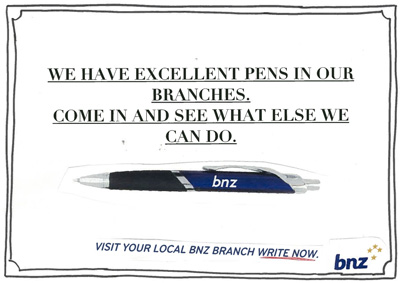 WE HAVE EXCELLENT PENS IN OUR
BRANCHES.
COME IN AND SEE WHAT ELSE WE
CAN DO.
bnz
VISIT YOUR LOCAL BNZ BRANCH WRITE NOW.
bnz